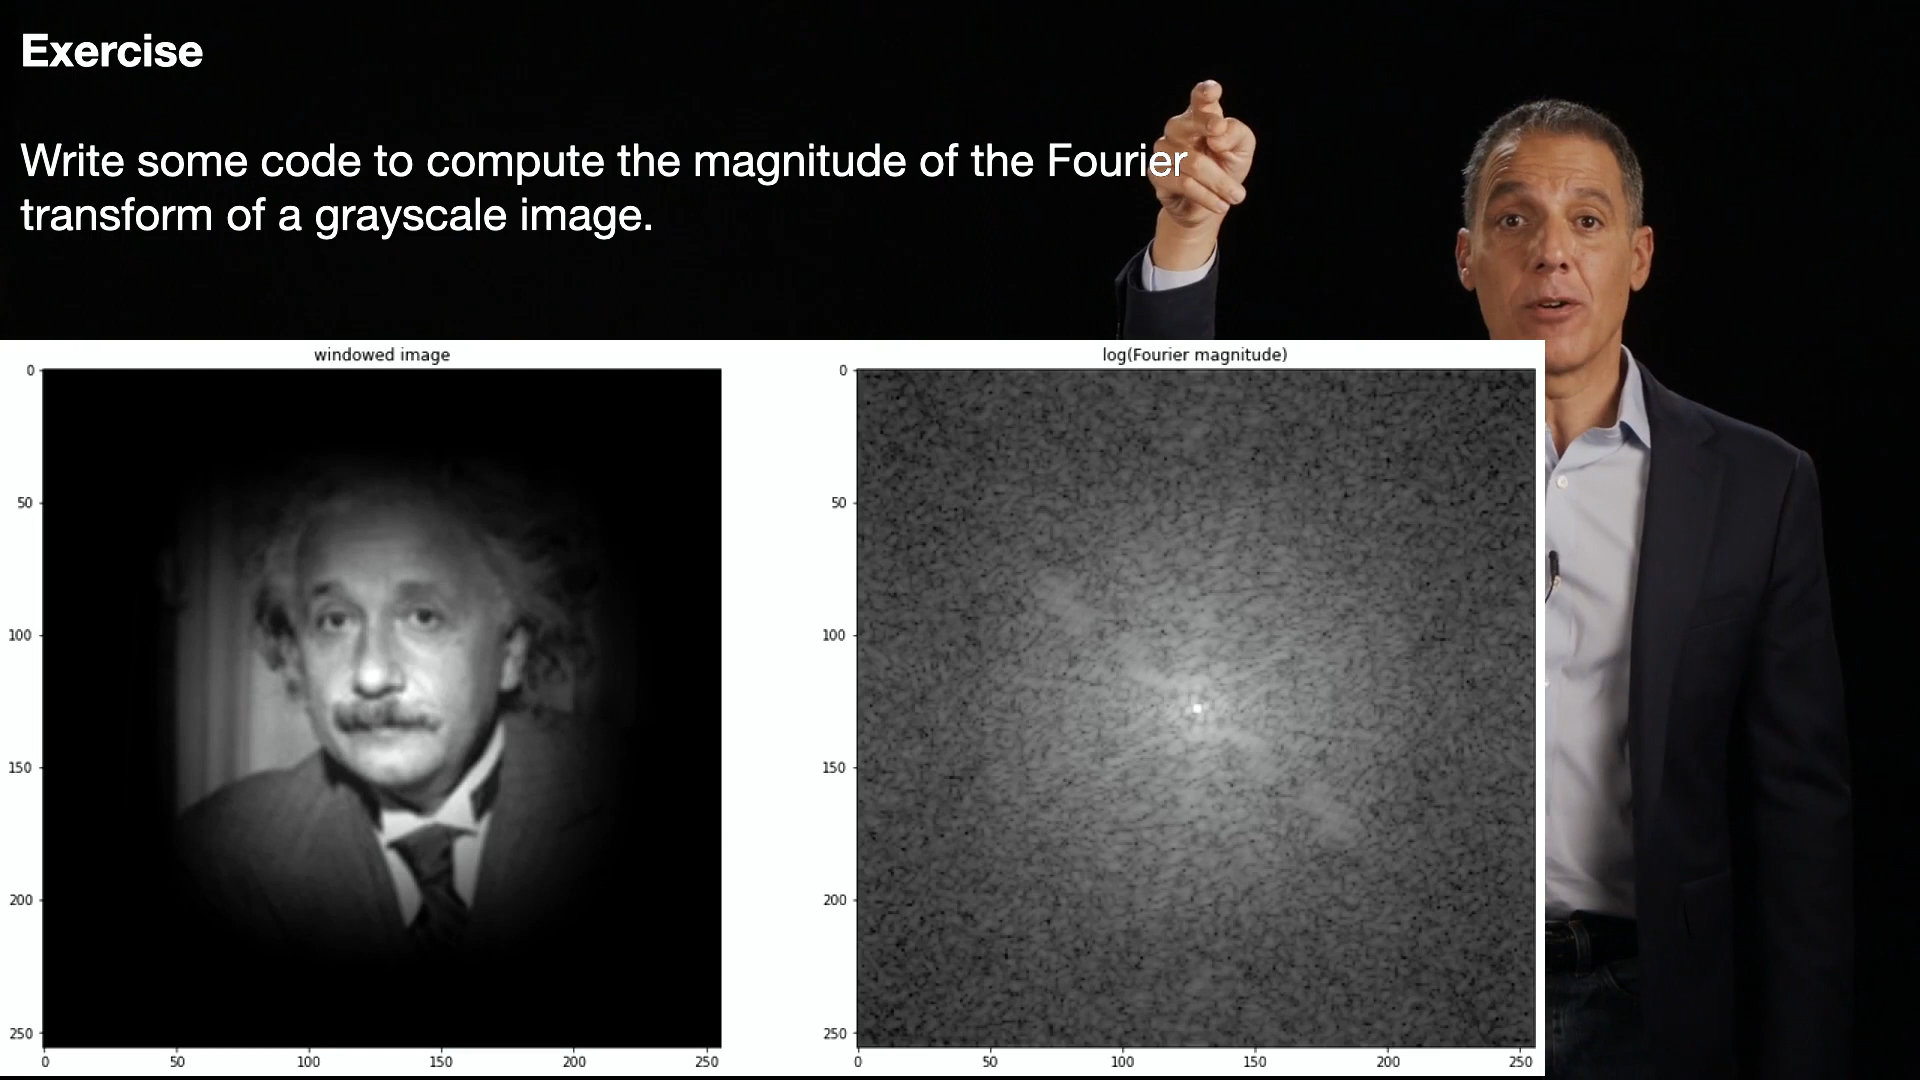 Exercise
Write some code to compute the magnitude of the Fourier
transform of a grayscale image.
windowed image
0
50
100
150
200
250
0 50 100 150 200 250
log(Fourier magnitude)
0
50
100
150
200
250
0 50 100 150 200 250